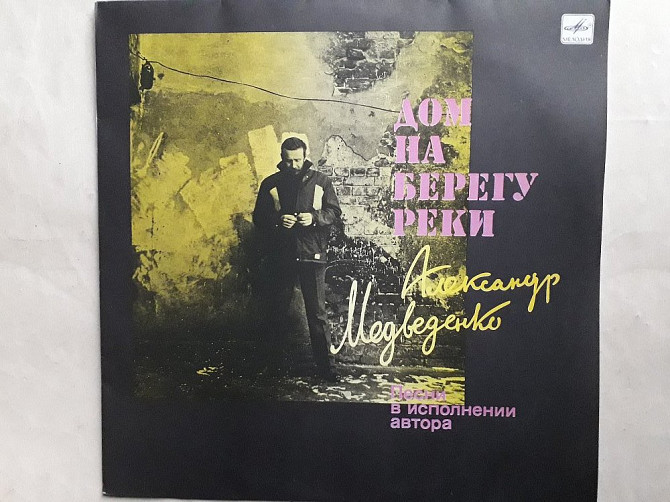 МЕЛОДИЯ
ДОМ
НА
БЕРЕГУ
РЕКИ
Александр
Медведенко
Песни
в исполнении
автора